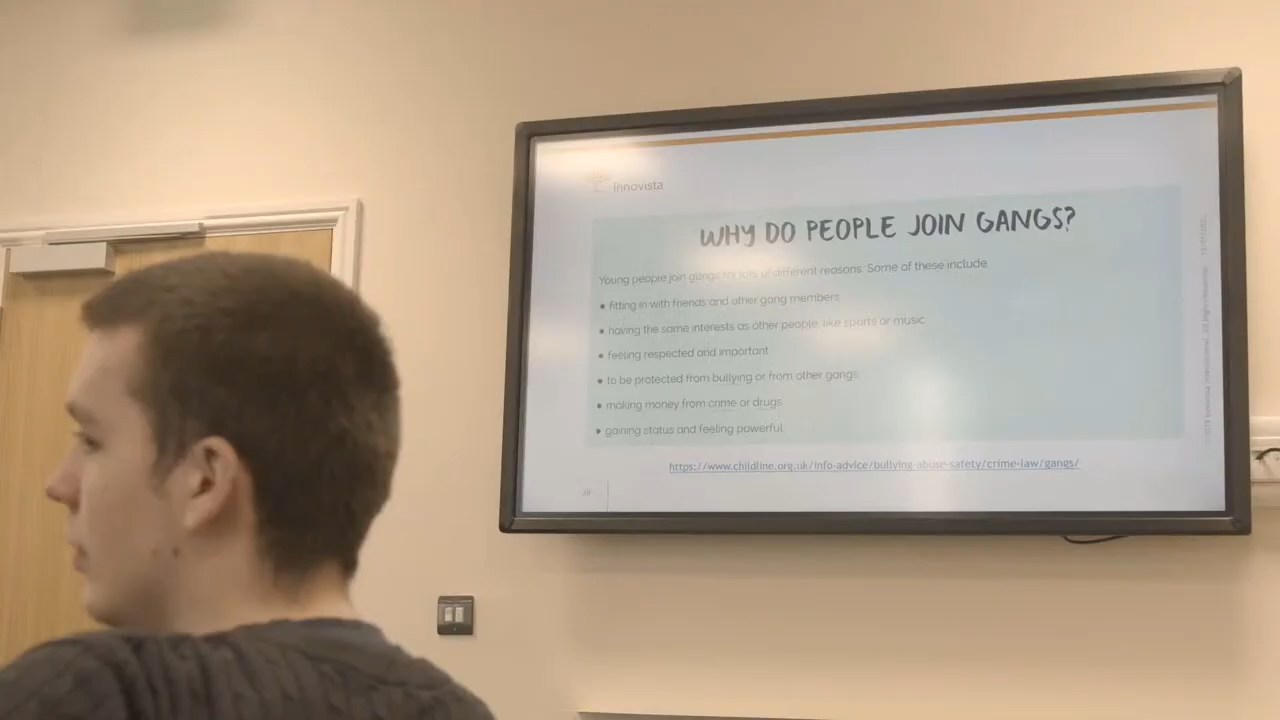 innovista
WHY DO PEOPLE JOIN GANGS?
Young people join gangs for lots of different reasons. Some of these include
• fitting in with friends and other gang members
• having the same interests as other people, like sports or music
• feeling respected and important
• to be protected from bullying or from other gangs
• making money from crime or drugs
• gaining status and feeling powerful.
https://www.childline.org.uk/info-advice/bullying-abuse-safety/crime-law/gangs/